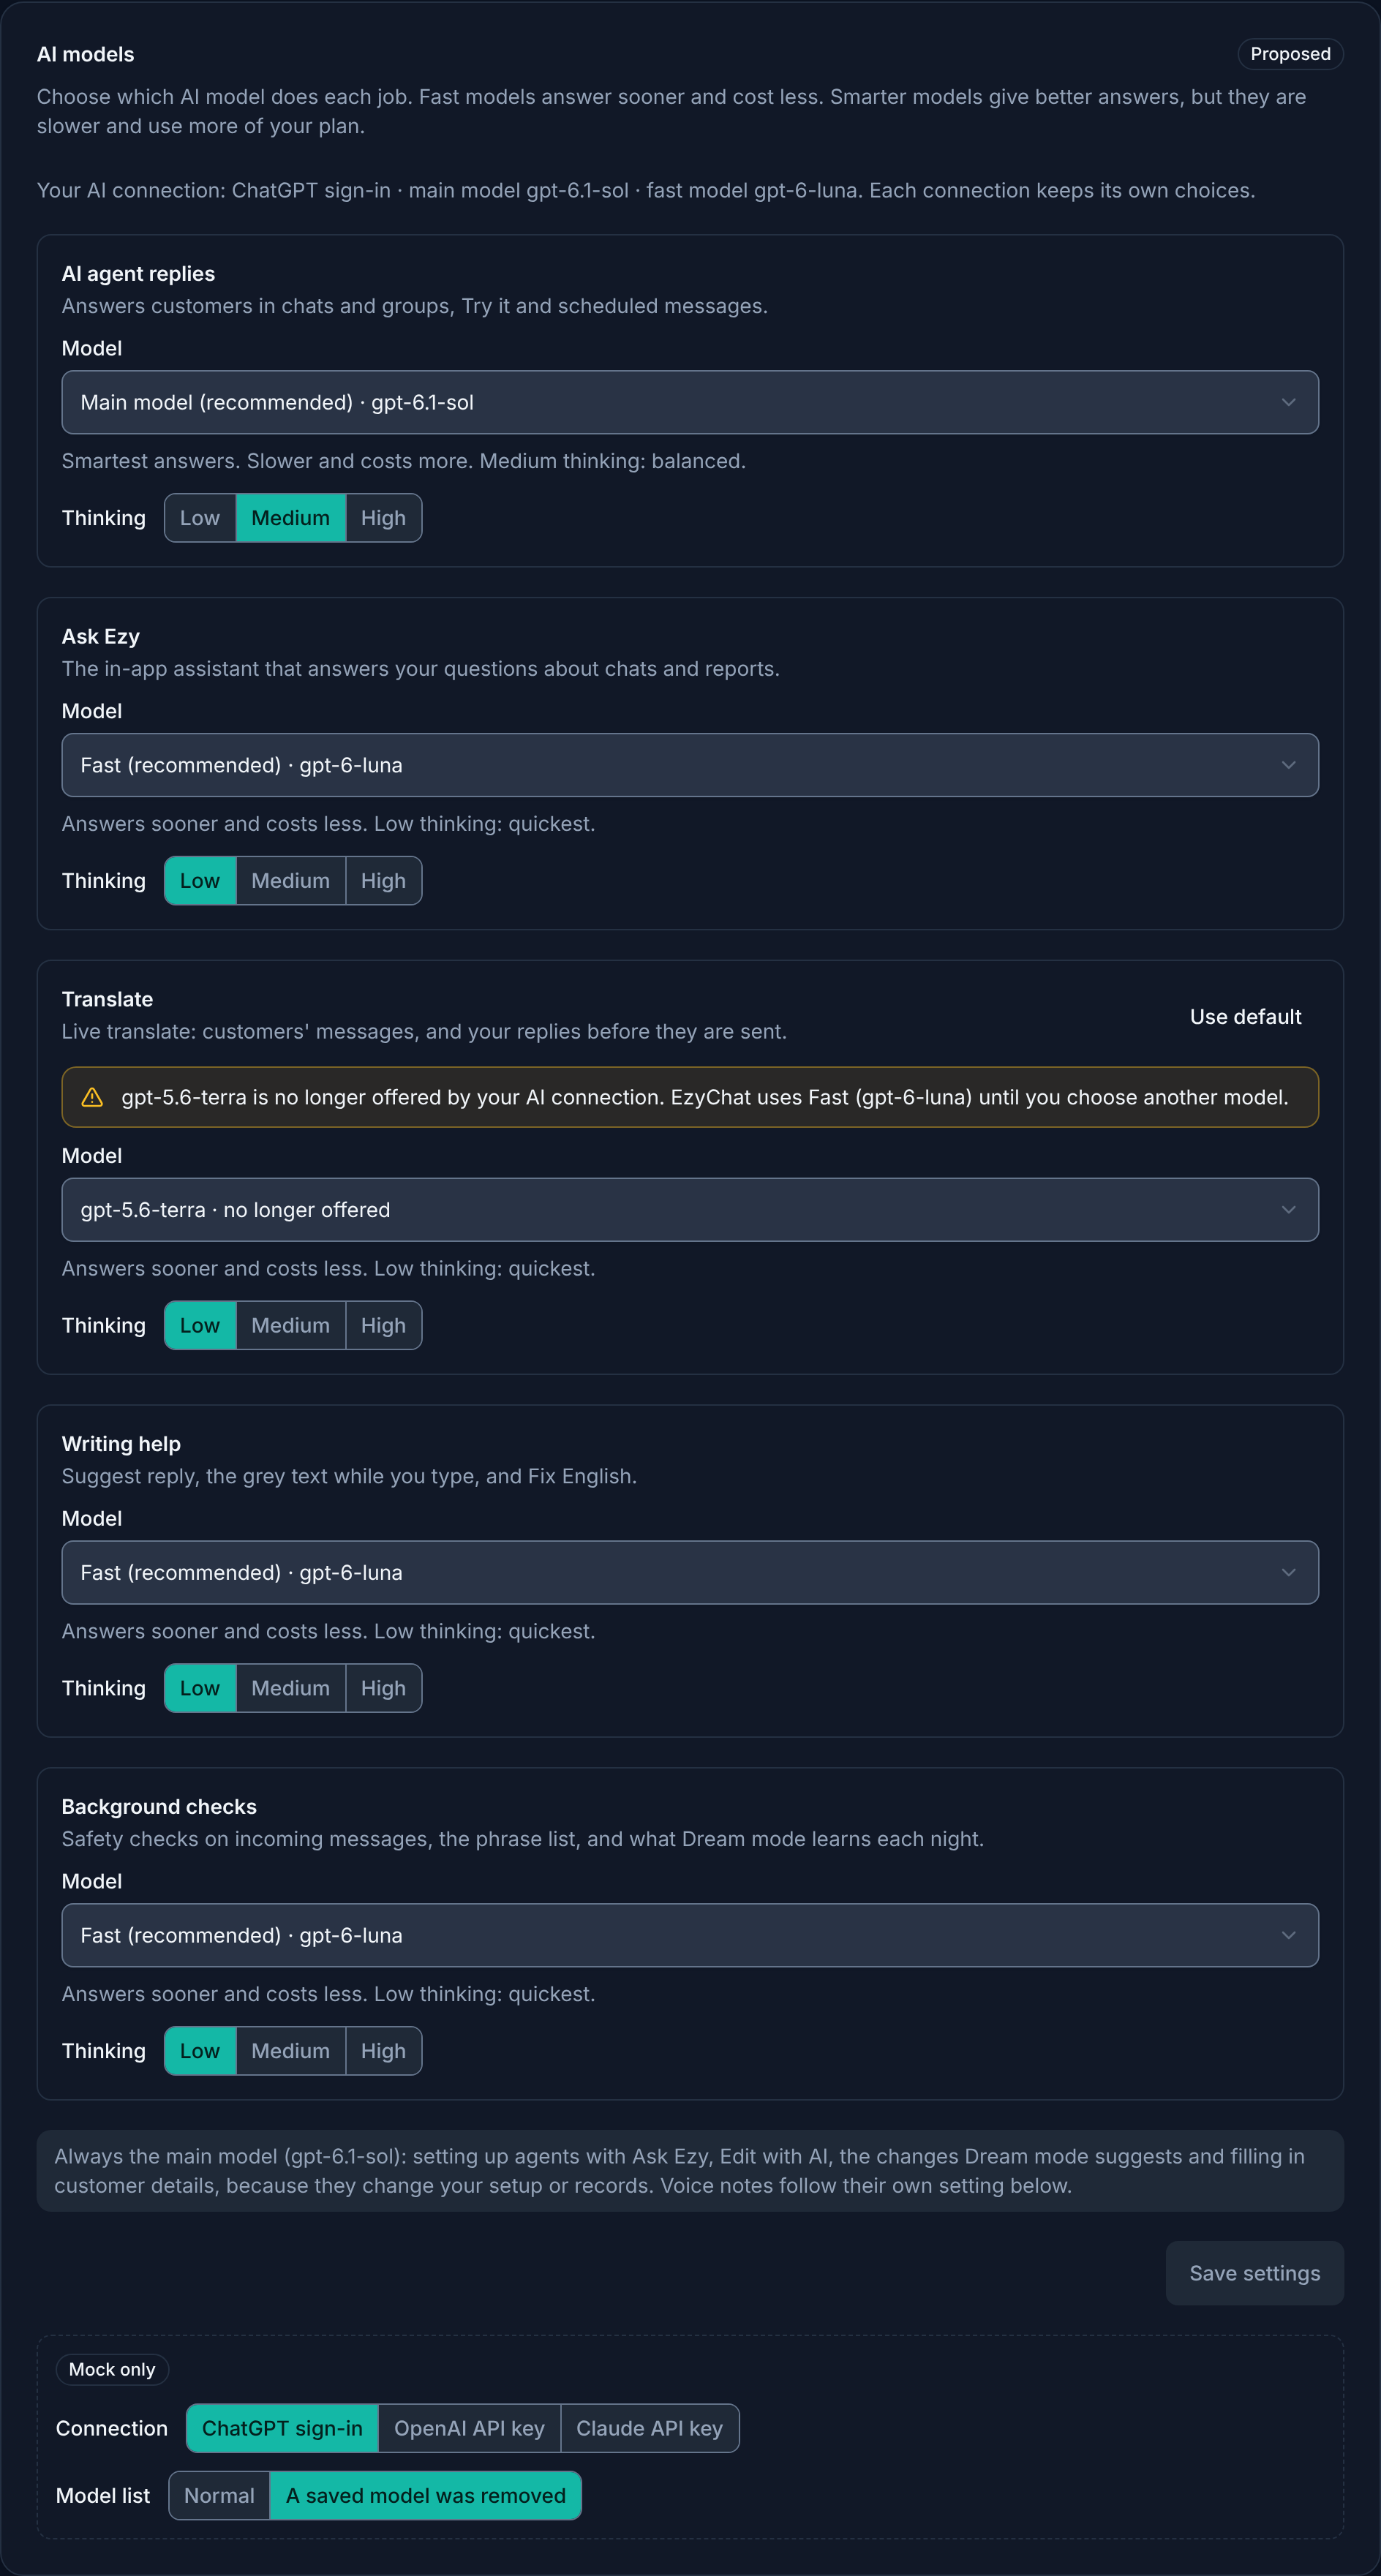 AI models
Proposed
Choose which AI model does each job. Fast models answer sooner and cost less. Smarter models give better answers, but they are
slower and use more of your plan.
Your AI connection: ChatGPT sign-in · main model gpt-6.1-sol · fast model gpt-6-luna. Each connection keeps its own choices.
AI agent replies
Answers customers in chats and groups, Try it and scheduled messages.
Model
Main model (recommended) · gpt-6.1-sol
Smartest answers. Slower and costs more. Medium thinking: balanced.
Thinking Low Medium High
Ask Ezy
The in-app assistant that answers your questions about chats and reports.
Model
Fast (recommended) · gpt-6-luna
Answers sooner and costs less. Low thinking: quickest.
Thinking Low Medium High
Translate
Live translate: customers' messages, and your replies before they are sent.
Use default
gpt-5.6-terra is no longer offered by your AI connection. EzyChat uses Fast (gpt-6-luna) until you choose another model.
Model
gpt-5.6-terra · no longer offered
Answers sooner and costs less. Low thinking: quickest.
Thinking Low Medium High
Writing help
Suggest reply, the grey text while you type, and Fix English.
Model
Fast (recommended) · gpt-6-luna
Answers sooner and costs less. Low thinking: quickest.
Thinking Low Medium High
Background checks
Safety checks on incoming messages, the phrase list, and what Dream mode learns each night.
Model
Fast (recommended) · gpt-6-luna
Answers sooner and costs less. Low thinking: quickest.
Thinking Low Medium High
Always the main model (gpt-6.1-sol): setting up agents with Ask Ezy, Edit with AI, the changes Dream mode suggests and filling in
customer details, because they change your setup or records. Voice notes follow their own setting below.
Save settings
Mock only
Connection ChatGPT sign-in OpenAI API key Claude API key
Model list Normal A saved model was removed